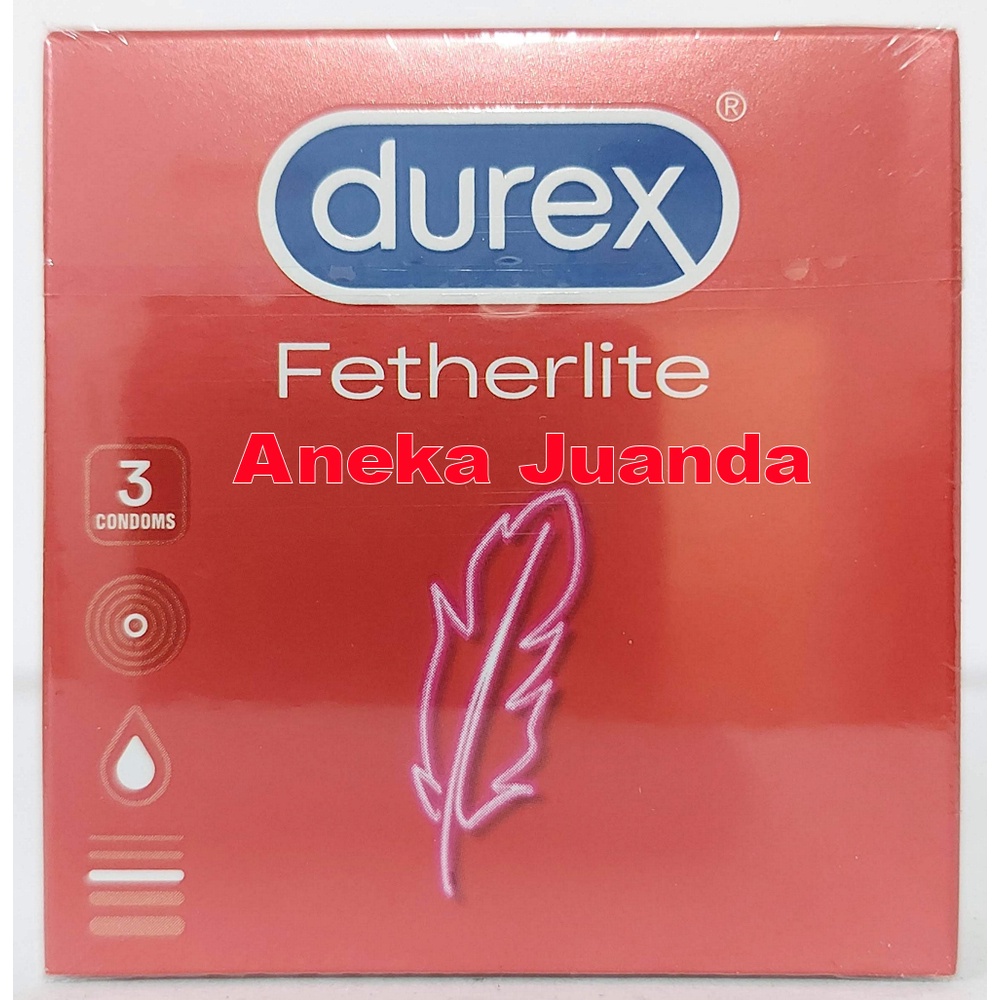 durex®
Fetherlite
Aneka Juanda
3
CONDOMS